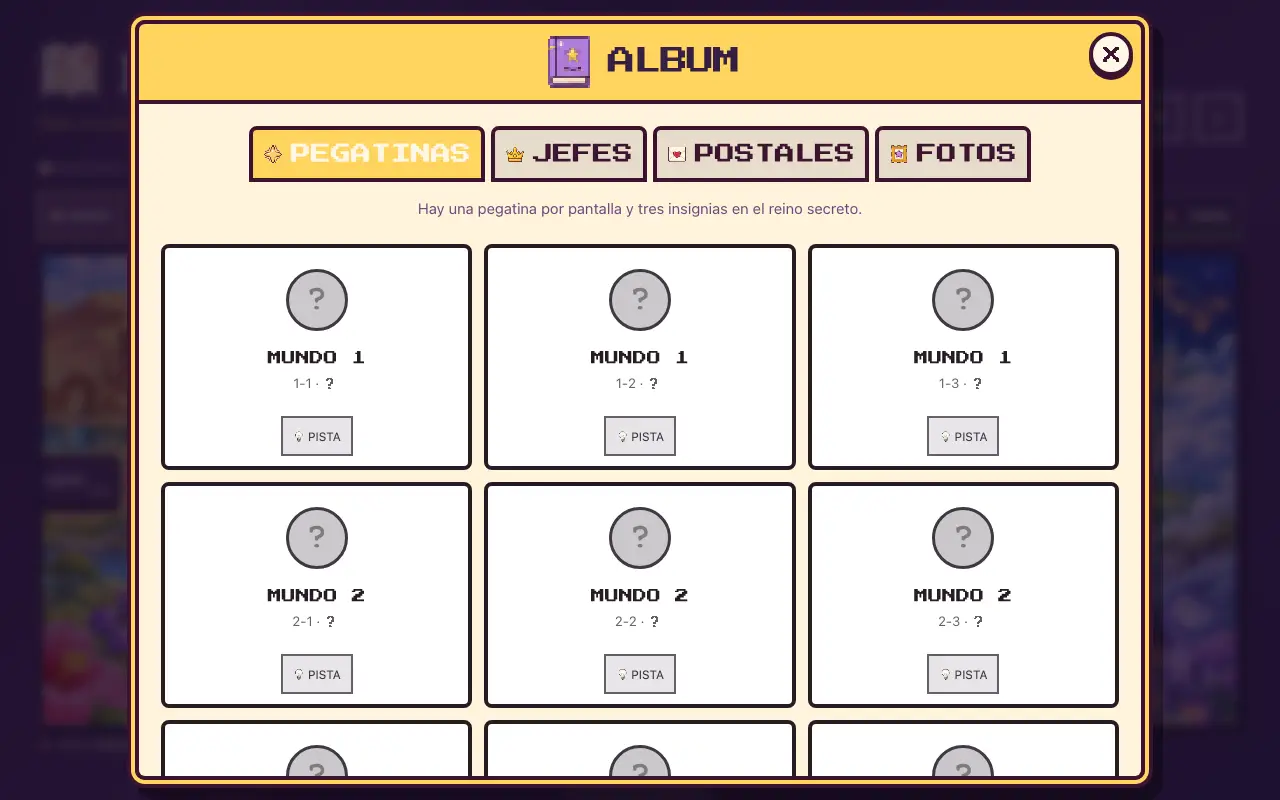 ALBUM
PEGATINAS JEFES POSTALES FOTOS
Hay una pegatina por pantalla y tres insignias en el reino secreto.
? ? ?
MUNDO 1 MUNDO 1 MUNDO 1
1-1 · ? 1-2 · ? 1-3 · ?
PISTA PISTA PISTA
? ? ?
MUNDO 2 MUNDO 2 MUNDO 2
2-1 · ? 2-2 · ? 2-3 · ?
PISTA PISTA PISTA
? ? ?